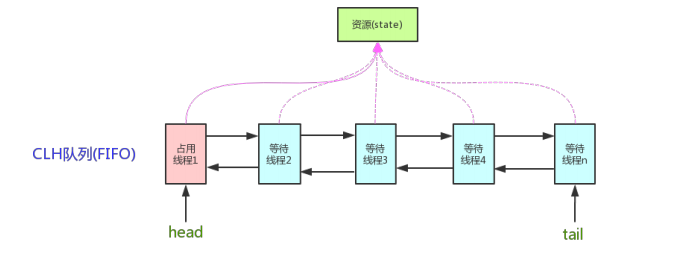 资源(state)
CLH队列(FIFO)
占用
线程1
等待
线程2
等待
线程3
等待
线程4
等待
线程n
head
tail